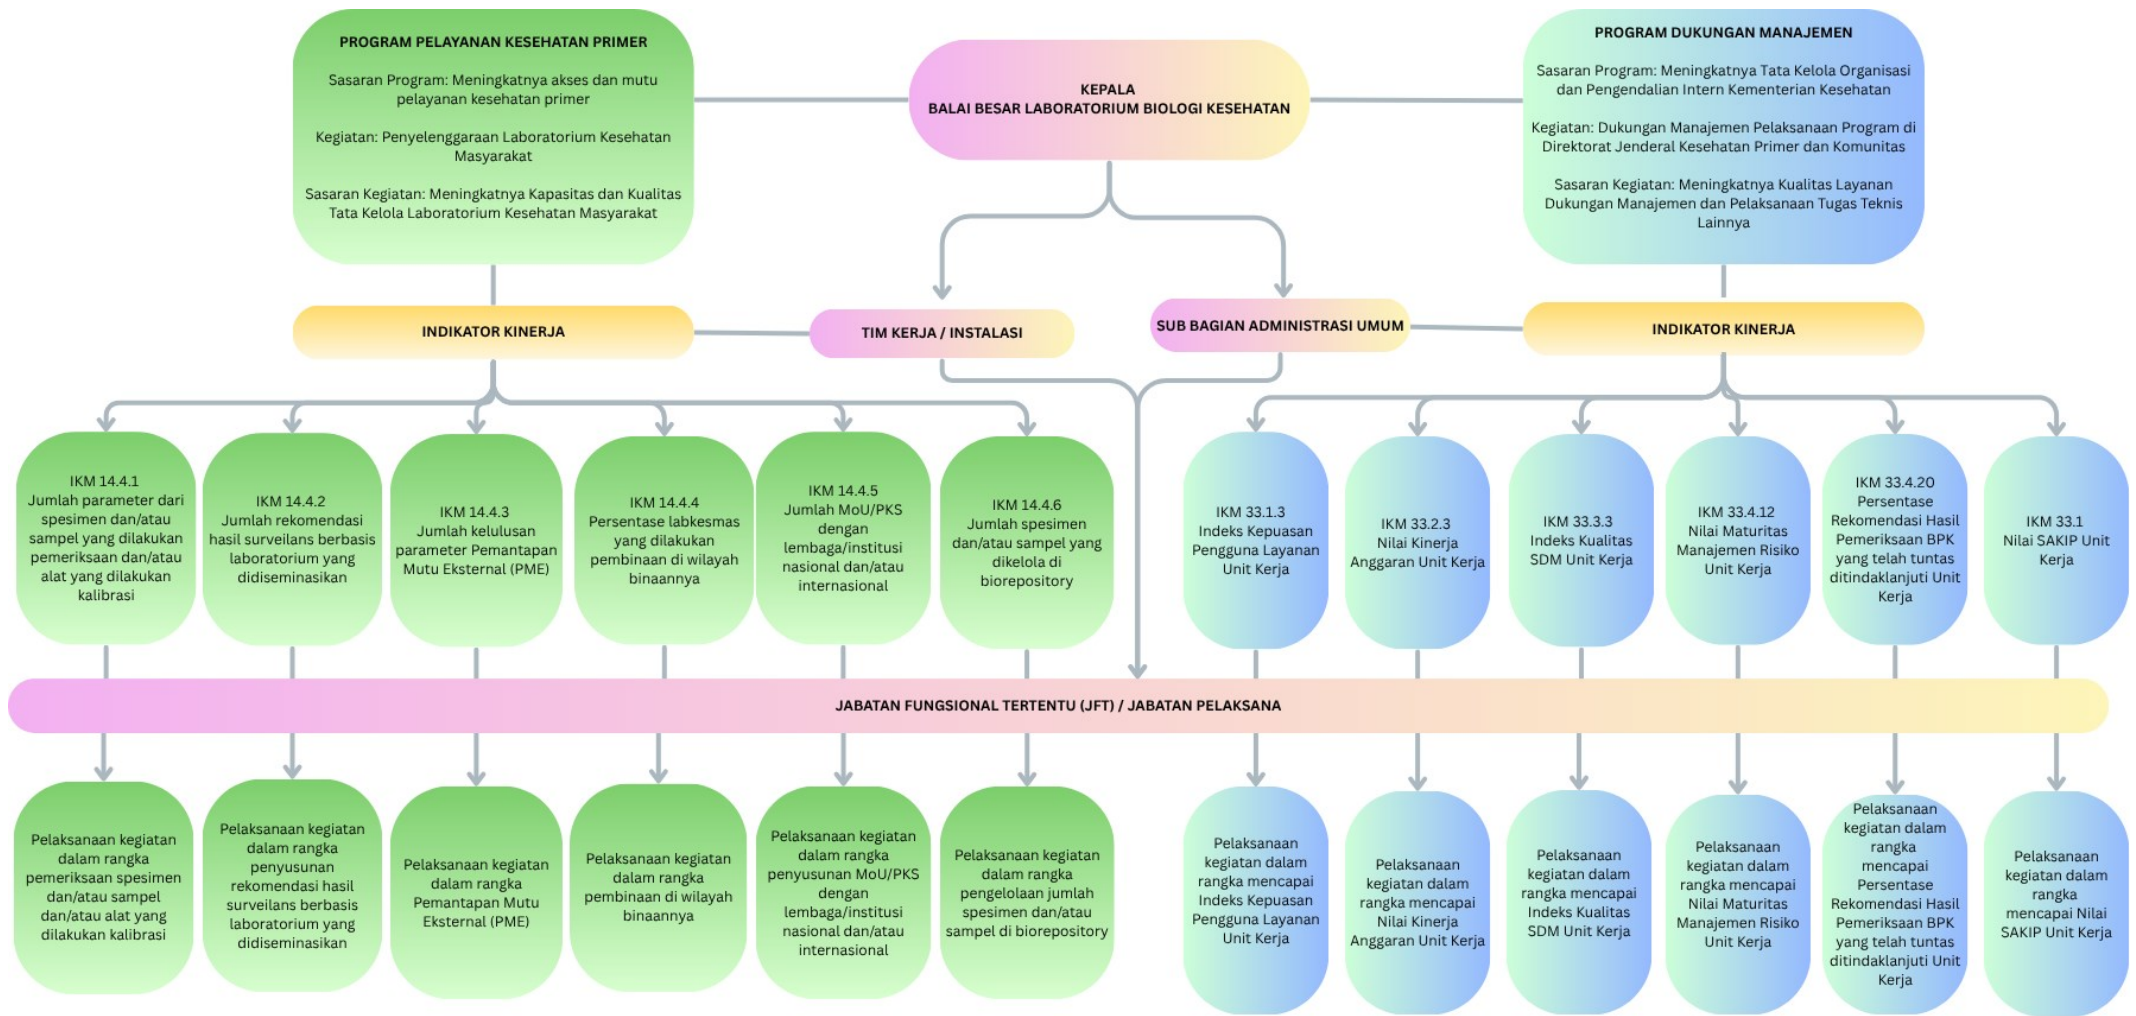 PROGRAM PELAYANAN KESEHATAN PRIMER
Sasaran Program: Meningkatnya akses dan mutu
pelayanan kesehatan primer
Kegiatan: Penyelenggaraan Laboratorium Kesehatan
Masyarakat
Sasaran Kegiatan: Meningkatnya Kapasitas dan Kualitas
Tata Kelola Laboratorium Kesehatan Masyarakat
KEPALA
BALAI BESAR LABORATORIUM BIOLOGI KESEHATAN
PROGRAM DUKUNGAN MANAJEMEN
Sasaran Program: Meningkatnya Tata Kelola Organisasi
dan Pengendalian Intern Kementerian Kesehatan
Kegiatan: Dukungan Manajemen Pelaksanaan Program di
Direktorat Jenderal Kesehatan Primer dan Komunitas
Sasaran Kegiatan: Meningkatnya Kualitas Layanan
Dukungan Manajemen dan Pelaksanaan Tugas Teknis
Lainnya
INDIKATOR KINERJA
TIM KERJA / INSTALASI
SUB BAGIAN ADMINISTRASI UMUM
INDIKATOR KINERJA
IKM 14.4.1
Jumlah parameter dari
spesimen dan/atau
sampel yang dilakukan
pemeriksaan dan/atau
alat yang dilakukan
kalibrasi
IKM 14.4.2
Jumlah rekomendasi
hasil surveilans berbasis
laboratorium yang
didiseminasikan
IKM 14.4.3
Jumlah kelulusan
parameter Pemantapan
Mutu Eksternal (PME)
IKM 14.4.4
Persentase labkesmas
yang dilakukan
pembinaan di wilayah
binaannya
IKM 14.4.5
Jumlah MoU/PKS
dengan
lembaga/institusi
nasional dan/atau
internasional
IKM 14.4.6
Jumlah spesimen
dan/atau sampel yang
dikelola di
biorepository
IKM 33.1.3
Indeks Kepuasan
Pengguna Layanan
Unit Kerja
IKM 33.2.3
Nilai Kinerja
Anggaran Unit Kerja
IKM 33.3.3
Indeks Kualitas
SDM Unit Kerja
IKM 33.4.12
Nilai Maturitas
Manajemen Risiko
Unit Kerja
IKM 33.4.20
Persentase
Rekomendasi Hasil
Pemeriksaan BPK
yang telah tuntas
ditindaklanjuti Unit
Kerja
IKM 33.1
Nilai SAKIP Unit
Kerja
JABATAN FUNGSIONAL TERTENTU (JFT) / JABATAN PELAKSANA
Pelaksanaan kegiatan
dalam rangka
pemeriksaan spesimen
dan/atau sampel
dan/atau alat yang
dilakukan kalibrasi
Pelaksanaan kegiatan
dalam rangka
penyusunan
rekomendasi hasil
surveilans berbasis
laboratorium yang
didiseminasikan
Pelaksanaan kegiatan
dalam rangka
Pemantapan Mutu
Eksternal (PME)
Pelaksanaan kegiatan
dalam rangka
pembinaan di wilayah
binaannya
Pelaksanaan kegiatan
dalam rangka
penyusunan MoU/PKS
dengan
lembaga/institusi
nasional dan/atau
internasional
Pelaksanaan kegiatan
dalam rangka
pengelolaan jumlah
spesimen dan/atau
sampel di biorepository
Pelaksanaan
kegiatan dalam
rangka mencapai
Indeks Kepuasan
Pengguna Layanan
Unit Kerja
Pelaksanaan
kegiatan dalam
rangka mencapai
Nilai Kinerja
Anggaran Unit Kerja
Pelaksanaan
kegiatan dalam
rangka mencapai
Indeks Kualitas
SDM Unit Kerja
Pelaksanaan
kegiatan dalam
rangka mencapai
Nilai Maturitas
Manajemen Risiko
Unit Kerja
Pelaksanaan
kegiatan dalam
rangka
mencapai
Persentase
Rekomendasi Hasil
Pemeriksaan BPK
yang telah tuntas
ditindaklanjuti Unit
Kerja
Pelaksanaan
kegiatan dalam
rangka
mencapai Nilai
SAKIP Unit Kerja